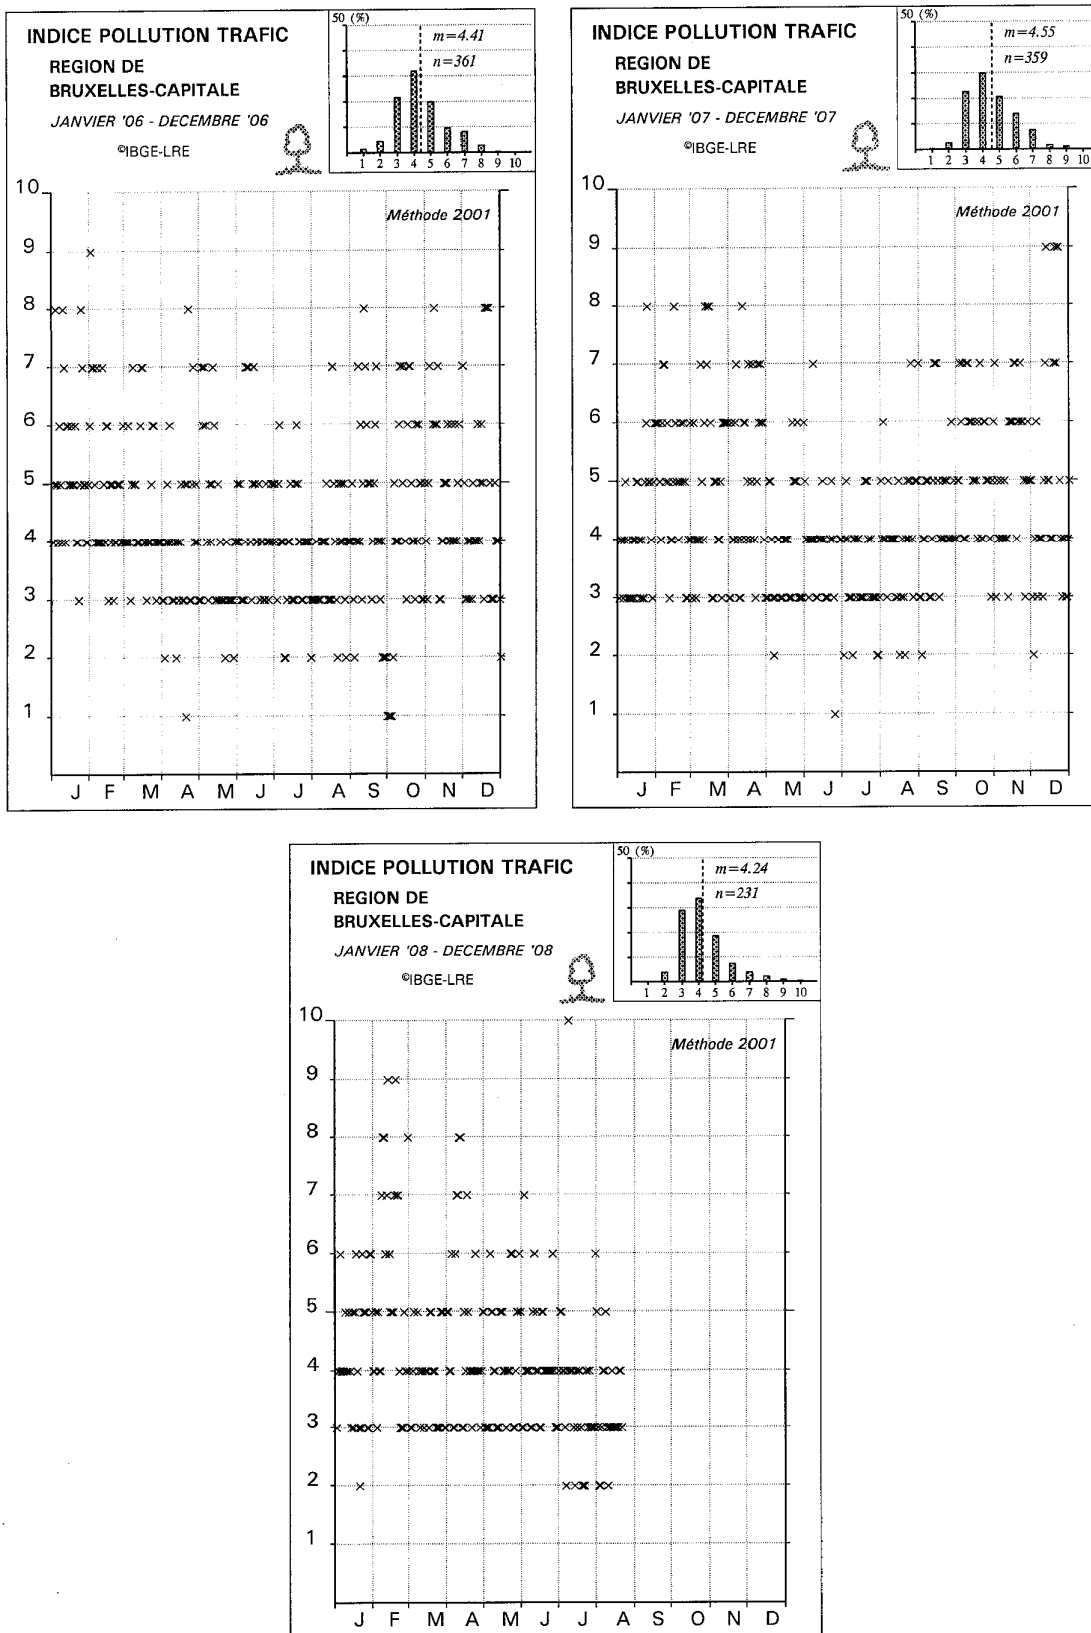 INDICE POLLUTION TRAFIC
REGION DE
BRUXELLES-CAPITALE
JANVIER '06 - DECEMBRE '06
©IBGE-LRE
50 (%)
m=4.41
n=361
1 2 3 4 5 6 7 8 9 10
Méthode 2001
10
9
8
7
6
5
4
3
2
1
J F M A M J J A S O N D
INDICE POLLUTION TRAFIC
REGION DE
BRUXELLES-CAPITALE
JANVIER '07 - DECEMBRE '07
©IBGE-LRE
50 (%)
m=4.55
n=359
1 2 3 4 5 6 7 8 9 10
Méthode 2001
10
9
8
7
6
5
4
3
2
1
J F M A M J J A S O N D
INDICE POLLUTION TRAFIC
REGION DE
BRUXELLES-CAPITALE
JANVIER '08 - DECEMBRE '08
©IBGE-LRE
50 (%)
m=4.24
n=231
1 2 3 4 5 6 7 8 9 10
Méthode 2001
10
9
8
7
6
5
4
3
2
1
J F M A M J J A S O N D